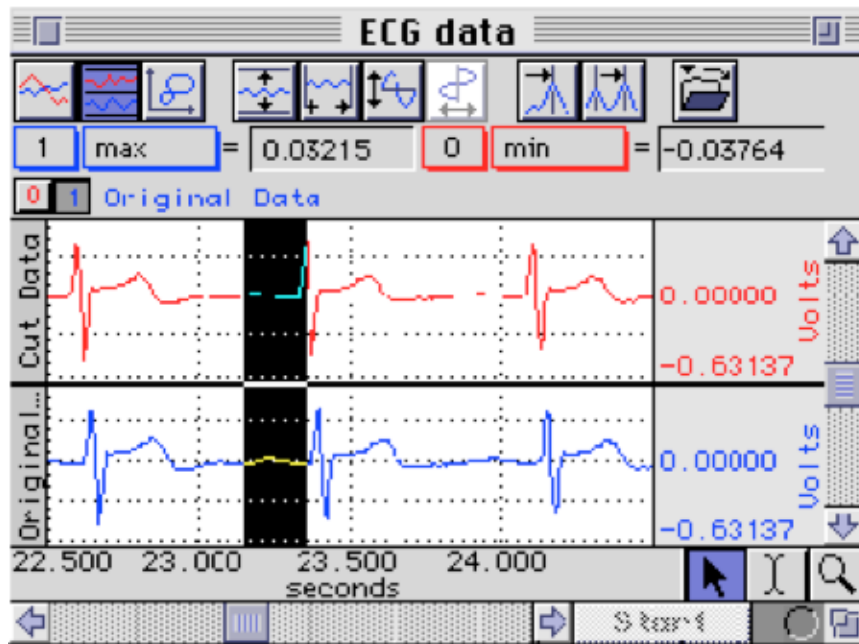 ECG data
1 max = 0.03215 0 min = -0.03764
0 1 Original Data
Cut Data
0.00000
-0.63137
Volts
Original...
0.00000
-0.63137
Volts
22.500 23.000 23.500 24.000
seconds
Start